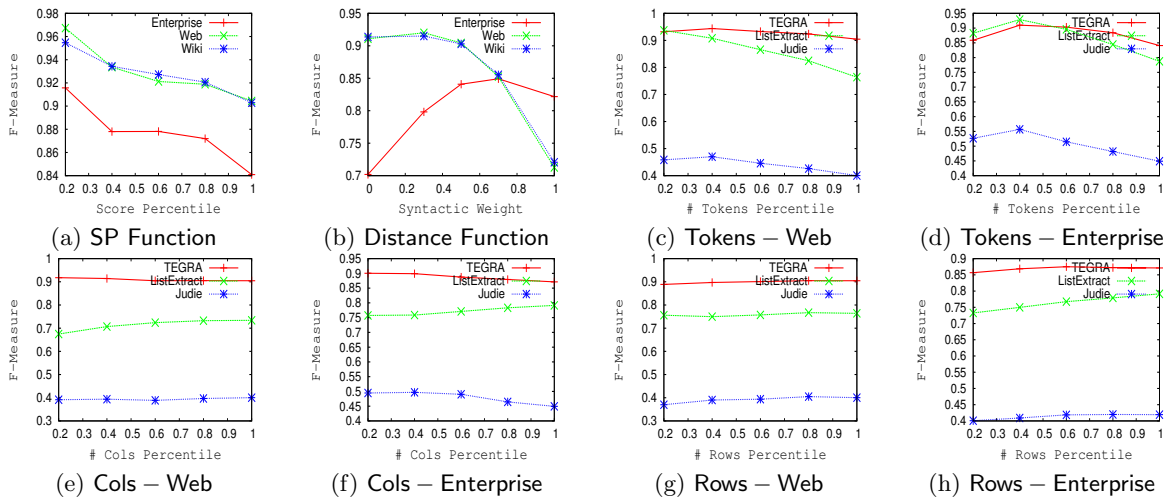 Enterprise
Web
Wiki
F-Measure
0.98
0.96
0.94
0.92
0.9
0.88
0.86
0.84
0.2 0.3 0.4 0.5 0.6 0.7 0.8 0.9 1
Score Percentile
(a) SP Function
Enterprise
Web
Wiki
F-Measure
0.95
0.9
0.85
0.8
0.75
0.7
0 0.2 0.4 0.6 0.8 1
Syntactic Weight
(b) Distance Function
TEGRA
ListExtract
Judie
F-Measure
1
0.9
0.8
0.7
0.6
0.5
0.4
0.2 0.3 0.4 0.5 0.6 0.7 0.8 0.9 1
# Tokens Percentile
(c) Tokens – Web
TEGRA
ListExtract
Judie
F-Measure
0.95
0.9
0.85
0.8
0.75
0.7
0.65
0.6
0.55
0.5
0.45
0.4
0.2 0.3 0.4 0.5 0.6 0.7 0.8 0.9 1
# Tokens Percentile
(d) Tokens – Enterprise
TEGRA
ListExtract
Judie
F-Measure
1
0.9
0.8
0.7
0.6
0.5
0.4
0.3
0.2 0.3 0.4 0.5 0.6 0.7 0.8 0.9 1
# Cols Percentile
(e) Cols – Web
TEGRA
ListExtract
Judie
F-Measure
0.95
0.9
0.85
0.8
0.75
0.7
0.65
0.6
0.55
0.5
0.45
0.4
0.2 0.3 0.4 0.5 0.6 0.7 0.8 0.9 1
# Cols Percentile
(f) Cols – Enterprise
TEGRA
ListExtract
Judie
F-Measure
1
0.9
0.8
0.7
0.6
0.5
0.4
0.3
0.2 0.3 0.4 0.5 0.6 0.7 0.8 0.9 1
# Rows Percentile
(g) Rows – Web
TEGRA
ListExtract
Judie
F-Measure
0.9
0.85
0.8
0.75
0.7
0.65
0.6
0.55
0.5
0.45
0.4
0.2 0.3 0.4 0.5 0.6 0.7 0.8 0.9 1
# Rows Percentile
(h) Rows – Enterprise